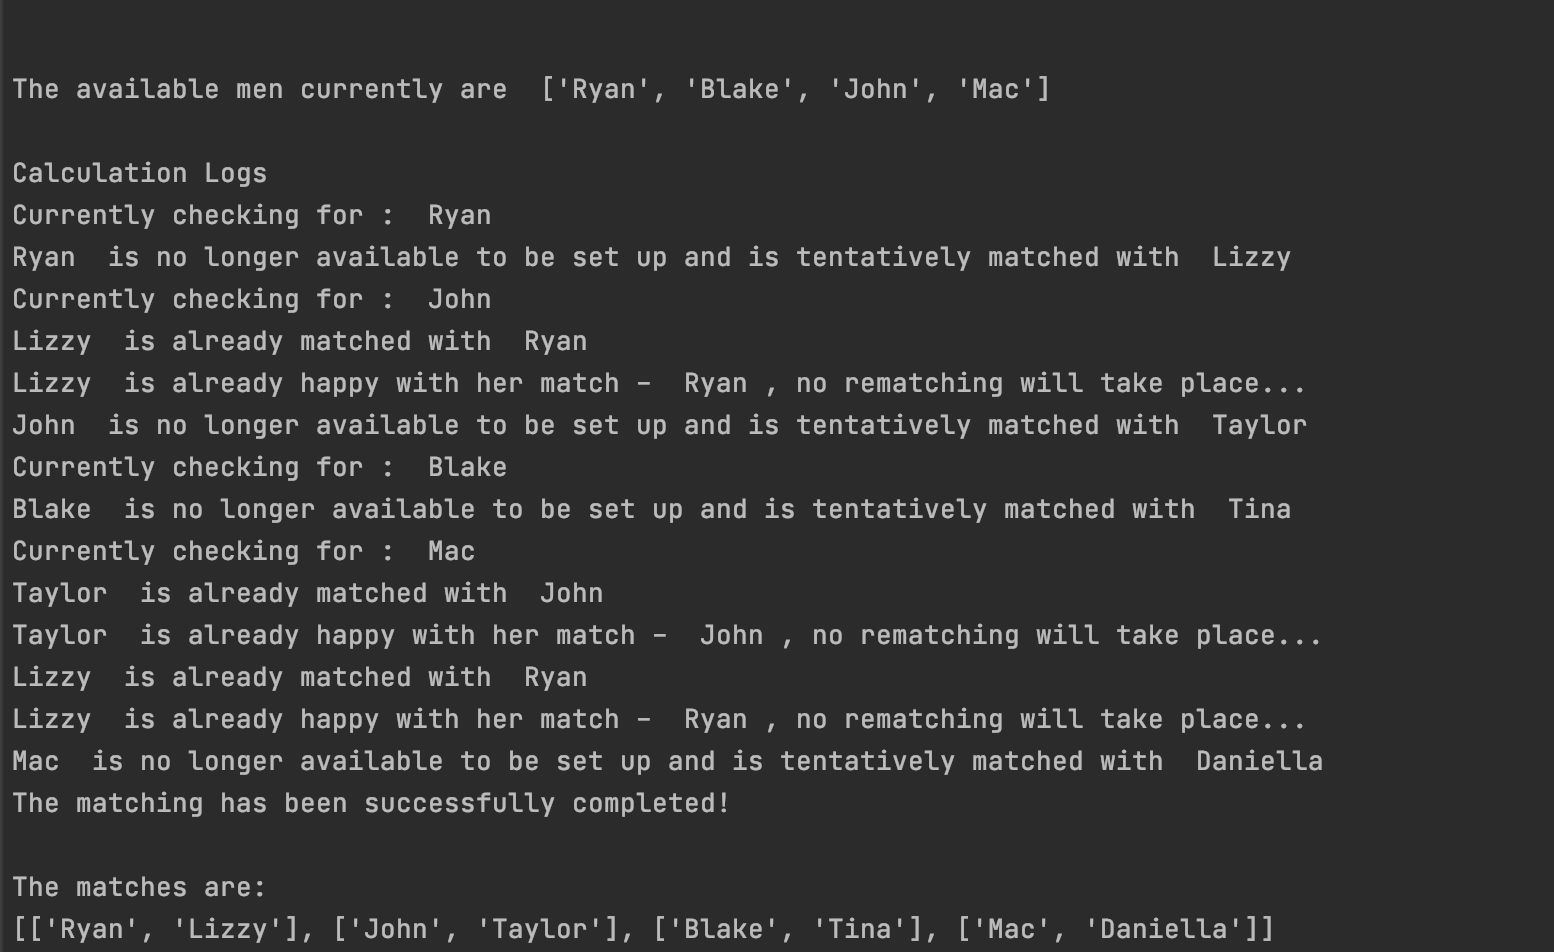 The available men currently are  ['Ryan', 'Blake', 'John', 'Mac']
Calculation Logs
Currently checking for :  Ryan
Ryan  is no longer available to be set up and is tentatively matched with  Lizzy
Currently checking for :  John
Lizzy  is already matched with  Ryan
Lizzy  is already happy with her match -  Ryan , no rematching will take place...
John  is no longer available to be set up and is tentatively matched with  Taylor
Currently checking for :  Blake
Blake  is no longer available to be set up and is tentatively matched with  Tina
Currently checking for :  Mac
Taylor  is already matched with  John
Taylor  is already happy with her match -  John , no rematching will take place...
Lizzy  is already matched with  Ryan
Lizzy  is already happy with her match -  Ryan , no rematching will take place...
Mac  is no longer available to be set up and is tentatively matched with  Daniella
The matching has been successfully completed!
The matches are:
[['Ryan', 'Lizzy'], ['John', 'Taylor'], ['Blake', 'Tina'], ['Mac', 'Daniella']]